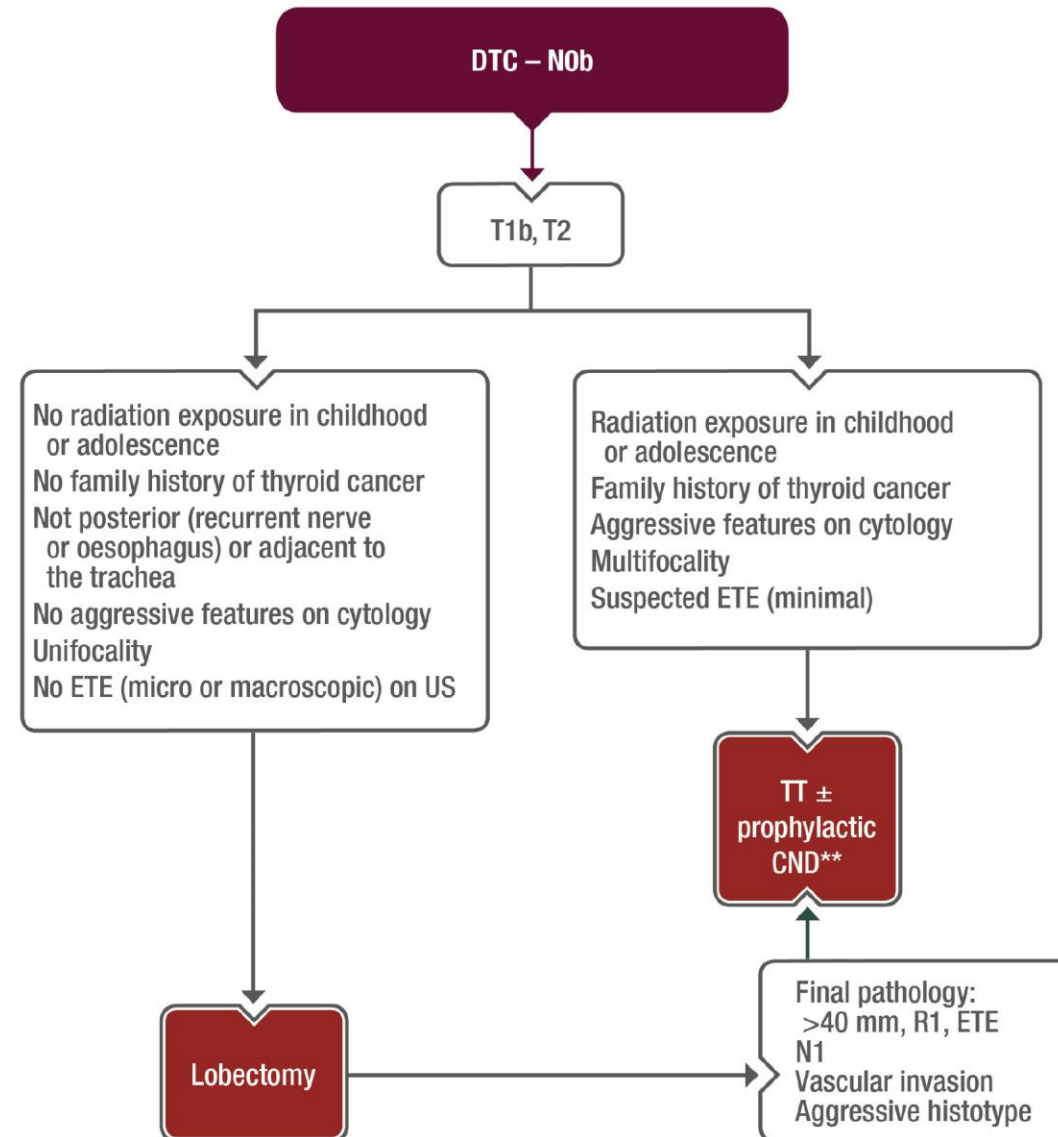 DTC – N0b
T1b, T2
No radiation exposure in childhood
or adolescence
No family history of thyroid cancer
Not posterior (recurrent nerve
or oesophagus) or adjacent to
the trachea
No aggressive features on cytology
Unifocality
No ETE (micro or macroscopic) on US
Radiation exposure in childhood
or adolescence
Family history of thyroid cancer
Aggressive features on cytology
Multifocality
Suspected ETE (minimal)
TT ±
prophylactic
CND**
Lobectomy
Final pathology:
>40 mm, R1, ETE
N1
Vascular invasion
Aggressive histotype